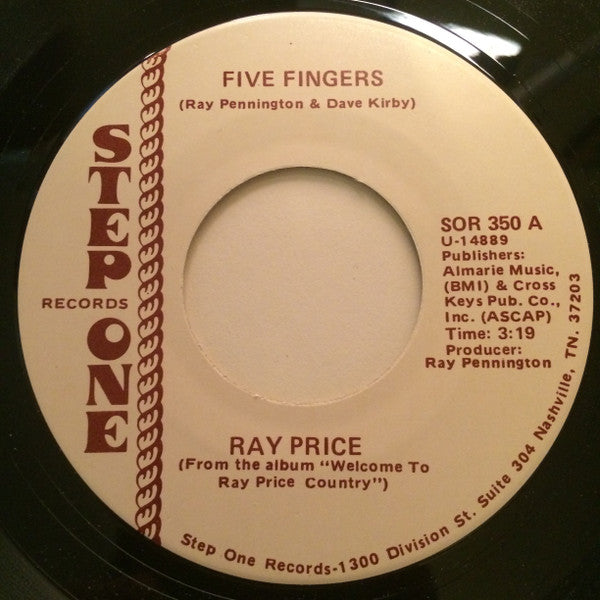 FIVE FINGERS
(Ray Pennington & Dave Kirby)
STEP ONE
RECORDS
SOR 350 A
U-14889
Publishers:
Almarie Music,
(BMI) & Cross
Keys Pub. Co.,
Inc. (ASCAP)
Time: 3:19
Producer:
Ray Pennington
RAY PRICE
(From the album "Welcome To
Ray Price Country")
Step One Records-1300 Division St. Suite 304 Nashville, TN. 37203